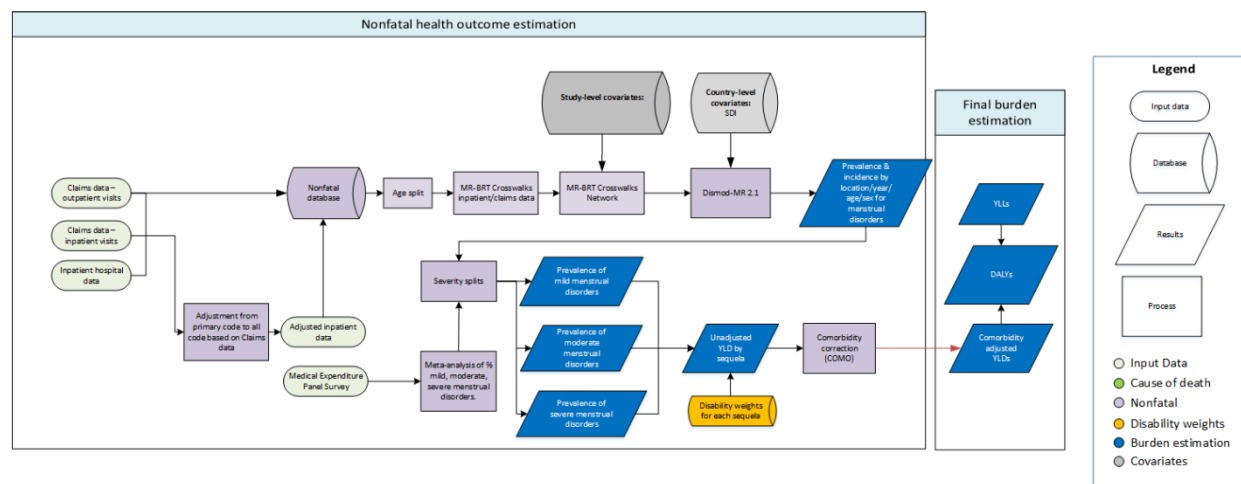 Nonfatal health outcome estimation
Study-level covariates:
Country-level
covariates:
SDI
Claims data –
outpatient visits
Claims data –
inpatient visits
Inpatient hospital
data
Nonfatal
database
Age split
MR-BRT Crosswalks
inpatient/claims data
MR-BRT Crosswalks
Network
Dismod-MR 2.1
Prevalence &
incidence by
location/year/
age/sex for
menstrual
disorders
Adjustment from
primary code to all
code based on Claims
data
Adjusted inpatient
data
Medical Expenditure
Panel Survey
Severity splits
Meta-analysis of %
mild, moderate,
severe menstrual
disorders.
Prevalence of
mild menstrual
disorders
Prevalence of
moderate
menstrual
disorders
Prevalence of
severe menstrual
disorders
Unadjusted
YLD by
sequela
Disability weights
for each sequela
Comorbidity
correction
(COMO)
Final burden
estimation
YLLs
DALYs
Comorbidity
adjusted
YLDs
Legend
Input data
Database
Results
Process
Input Data
Cause of death
Nonfatal
Disability weights
Burden estimation
Covariates